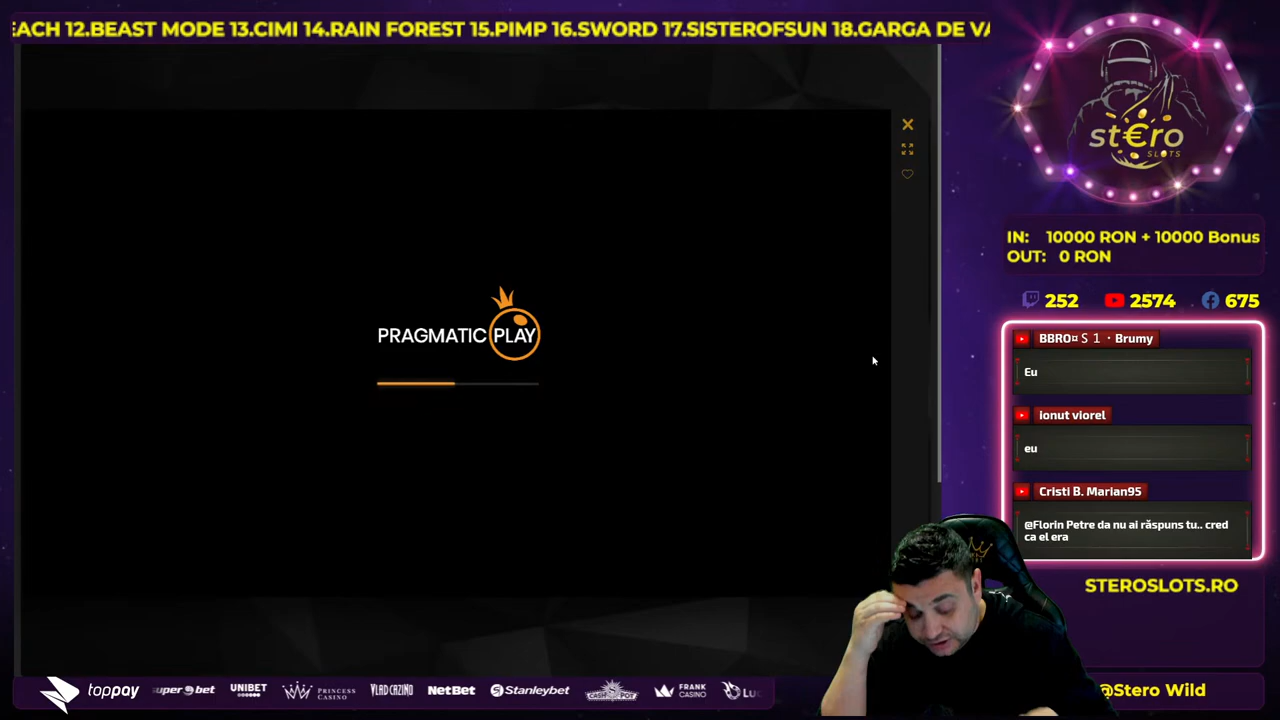 EACH 12.BEAST MODE 13.CIMI 14.RAIN FOREST 15.PIMP 16.SWORD 17.SISTEROFSUN 18.GARGA DE VA
st€ro
SLOTS
IN: 10000 RON + 10000 Bonus
OUT: 0 RON
252 2574 675
PRAGMATIC PLAY
BBRO¤S1・Brumy
Eu
ionut viorel
eu
Cristi B. Marian95
@Florin Petre da nu ai răspuns tu.. cred
ca el era
STEROSLOTS.RO
toppay superbet UNIBET PRINCESS CASINO VLAD CAZINO NetBet Stanleybet CASHPOT FRANK CASINO LUC
@Stero Wild